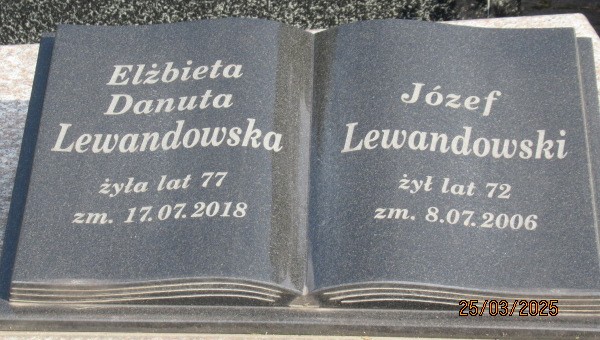 Elżbieta
Danuta
Lewandowska
żyła lat 77
zm. 17.07.2018
Józef
Lewandowski
żył lat 72
zm. 8.07.2006
25/03/2025